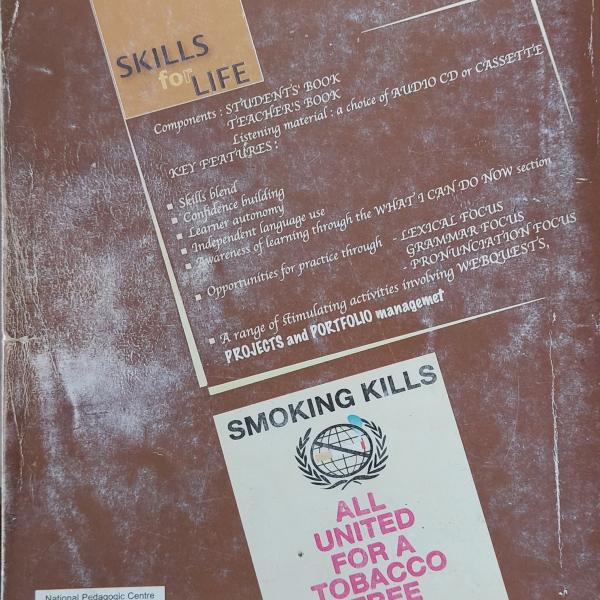 SKILLS
for
LIFE
Components : STUDENTS' BOOK
TEACHER'S BOOK
Listening material : a choice of AUDIO CD or CASSETTE
KEY FEATURES :
Skills blend
Confidence building
Learner autonomy
Independent language use
Awareness of learning through the WHAT I CAN DO NOW section
Opportunities for practice through - LEXICAL FOCUS
GRAMMAR FOCUS
- PRONUNCIATION FOCUS
A range of stimulating activities involving WEBQUESTS,
PROJECTS and PORTFOLIO managemet
SMOKING KILLS
ALL
UNITED
FOR A
TOBACCO
FREE
National Pedagogic Centre